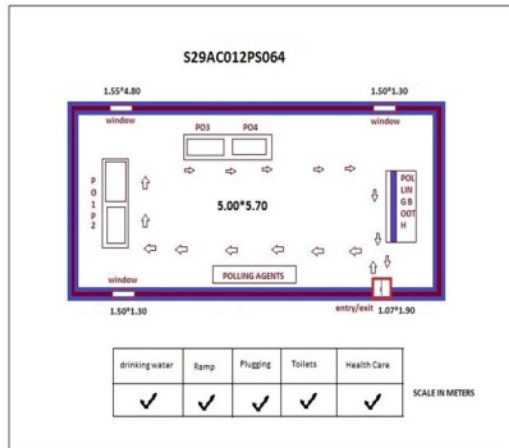 S29AC012PS064
1.55*4.80
1.50*1.30
window
window
PO3 PO4
P
O
1
P
2
5.00*5.70
POL
LIN
G B
OOT
H
POLLING AGENTS
window
1.50*1.30
entry/exit
1.07*1.90
drinking water Ramp Plugging Toilets Health Care
SCALE IN METERS